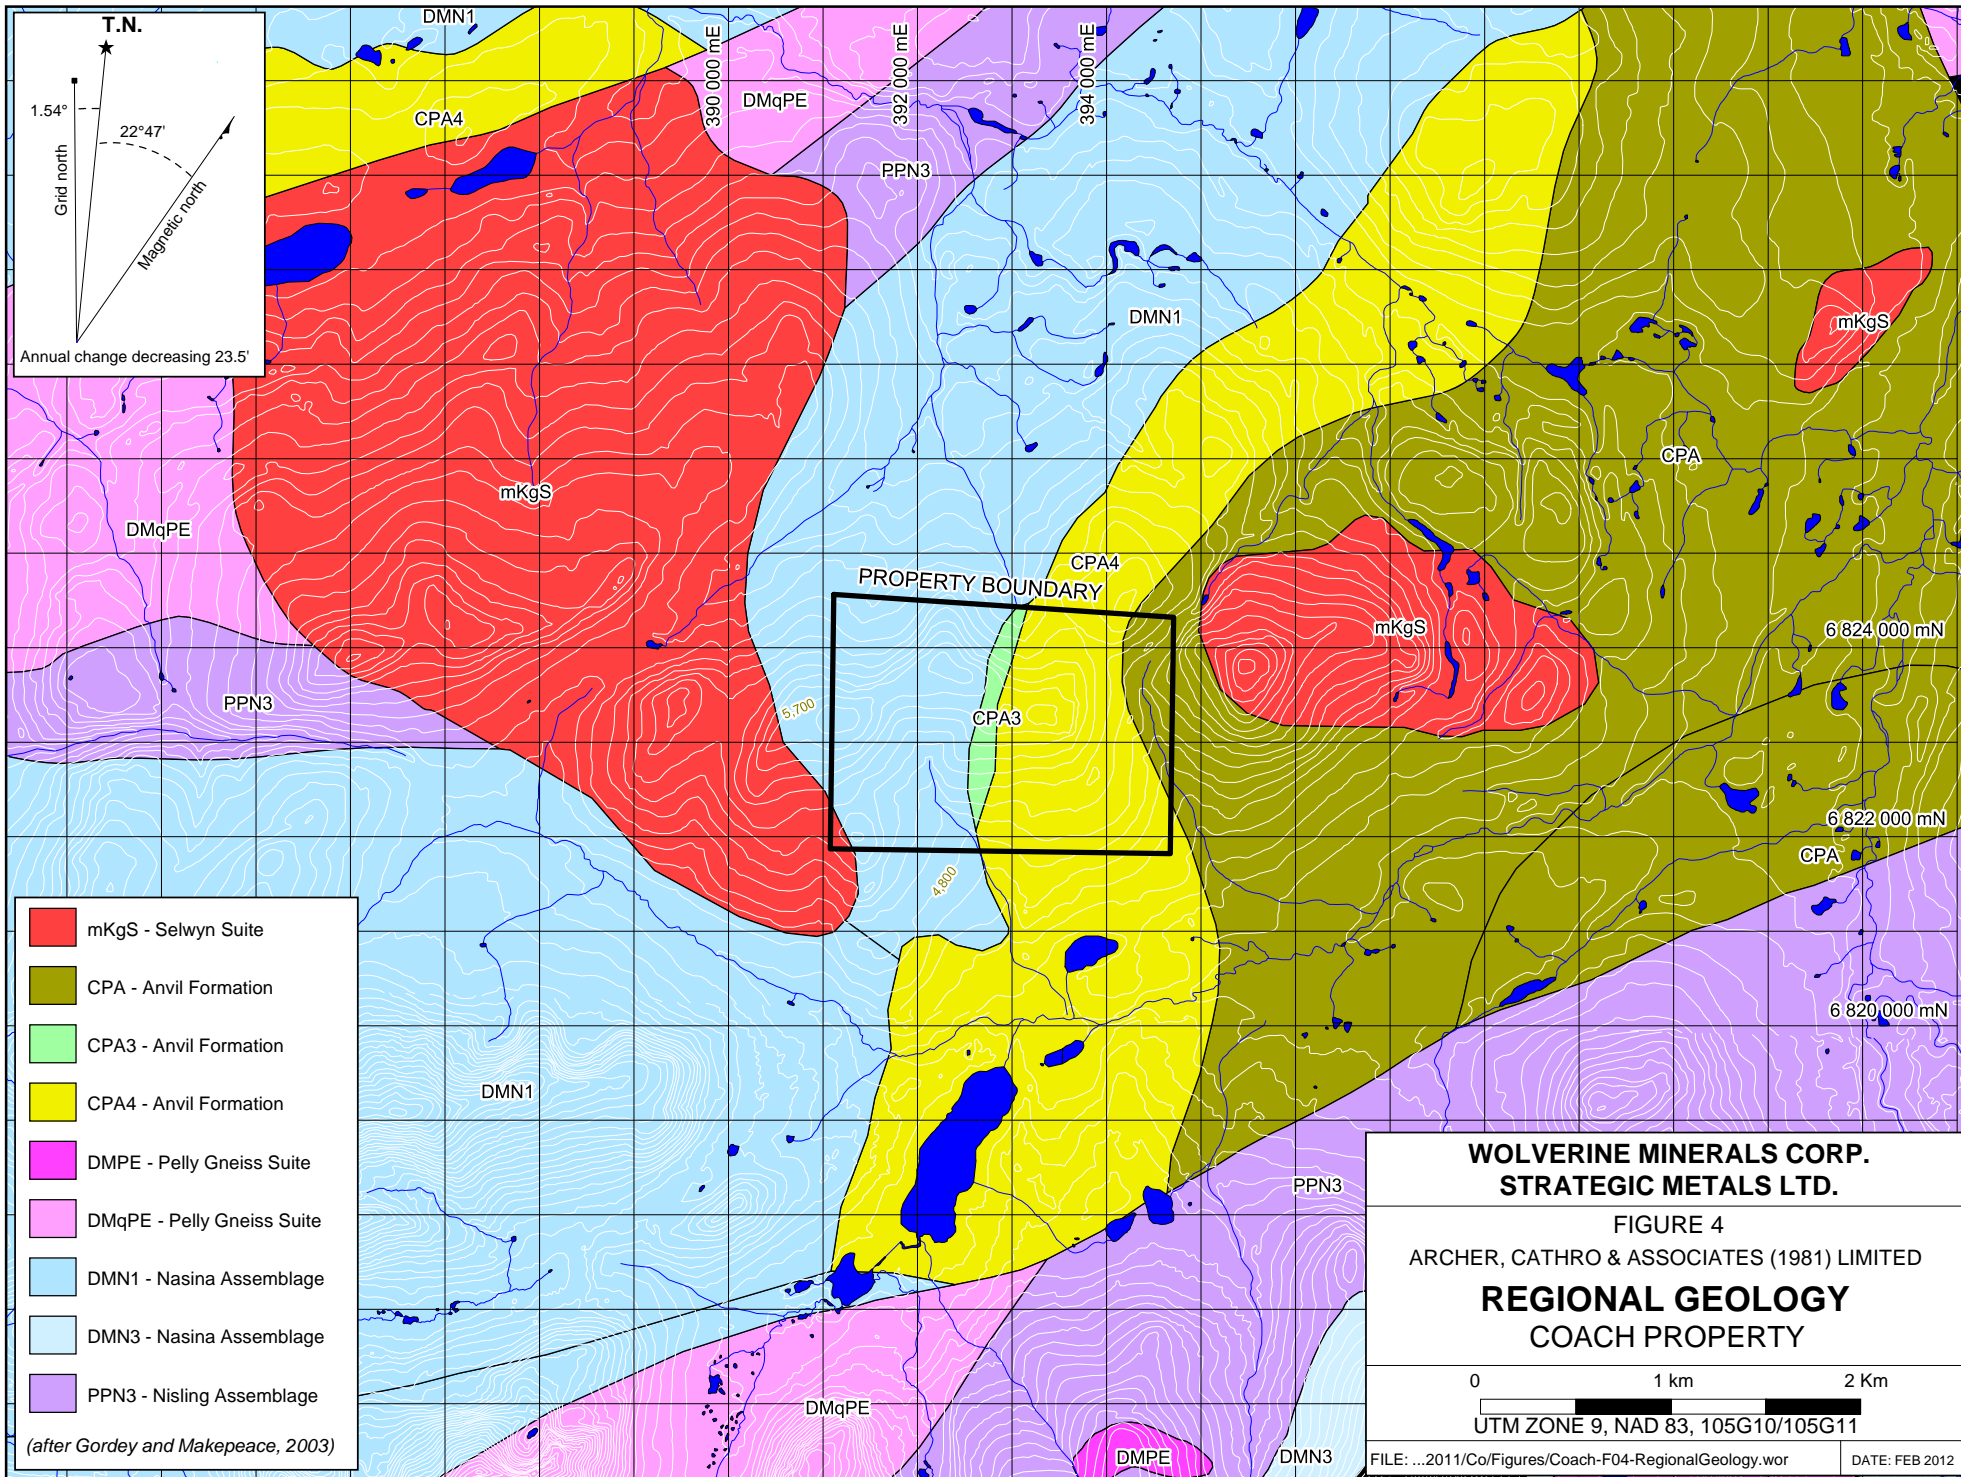 T.N.
1.54°
22°47'
Grid north
Magnetic north
Annual change decreasing 23.5'
DMN1
CPA4
DMqPE
390 000 mE
392 000 mE
394 000 mE
PPN3
DMN1
mKgS
CPA
mKgS
DMqPE
CPA4
PROPERTY BOUNDARY
mKgS
6 824 000 mN
PPN3
5,700
CPA3
6 822 000 mN
CPA
4,800
6 820 000 mN
DMN1
PPN3
DMqPE
DMPE
DMN3
mKgS - Selwyn Suite
CPA - Anvil Formation
CPA3 - Anvil Formation
CPA4 - Anvil Formation
DMPE - Pelly Gneiss Suite
DMqPE - Pelly Gneiss Suite
DMN1 - Nasina Assemblage
DMN3 - Nasina Assemblage
PPN3 - Nisling Assemblage
(after Gordey and Makepeace, 2003)
WOLVERINE MINERALS CORP.
STRATEGIC METALS LTD.
FIGURE 4
ARCHER, CATHRO & ASSOCIATES (1981) LIMITED
REGIONAL GEOLOGY
COACH PROPERTY
0 1 km 2 Km
UTM ZONE 9, NAD 83, 105G10/105G11
FILE: ...2011/Co/Figures/Coach-F04-RegionalGeology.wor
DATE: FEB 2012